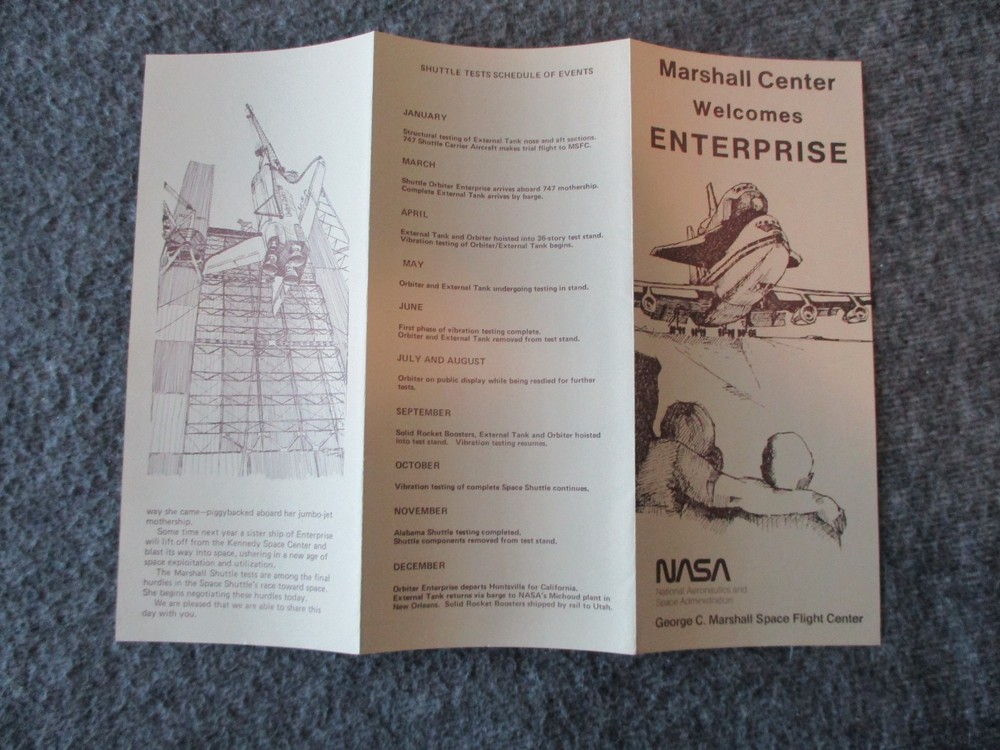 way she came—piggybacked aboard her jumbo-jet
mothership.
Some time next year a sister ship of Enterprise
will lift off from the Kennedy Space Center and
blast its way into space, ushering in a new age of
space exploitation and utilization.
The Marshall Shuttle tests are among the final
hurdles in the Space Shuttle's race toward space.
She begins negotiating these hurdles today.
We are pleased that we are able to share this
day with you.
SHUTTLE TESTS SCHEDULE OF EVENTS
JANUARY
Structural testing of External Tank nose and aft sections.
747 Shuttle Carrier Aircraft makes trial flight to MSFC.
MARCH
Shuttle Orbiter Enterprise arrives aboard 747 mothership.
Complete External Tank arrives by barge.
APRIL
External Tank and Orbiter hoisted into 36-story test stand.
Vibration testing of Orbiter/External Tank begins.
MAY
Orbiter and External Tank undergoing testing in stand.
JUNE
First phase of vibration testing complete.
Orbiter and External Tank removed from test stand.
JULY AND AUGUST
Orbiter on public display while being readied for further
tests.
SEPTEMBER
Solid Rocket Boosters, External Tank and Orbiter hoisted
into test stand. Vibration testing resumes.
OCTOBER
Vibration testing of complete Space Shuttle continues.
NOVEMBER
Alabama Shuttle testing completed.
Shuttle components removed from test stand.
DECEMBER
Orbiter Enterprise departs Huntsville for California.
External Tank returns via barge to NASA's Michoud plant in
New Orleans. Solid Rocket Boosters shipped by rail to Utah.
Marshall Center
Welcomes
ENTERPRISE
NASA
National Aeronautics and
Space Administration
George C. Marshall Space Flight Center